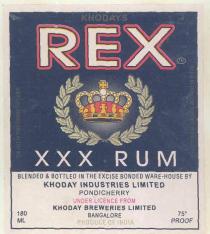 KHODAYS
REX
®
XXX RUM
BLENDED & BOTTLED IN THE EXCISE BONDED WARE-HOUSE BY
KHODAY INDUSTRIES LIMITED
PONDICHERRY
UNDER LICENCE FROM
KHODAY BREWERIES LIMITED
180 ML
BANGALORE
75° PROOF
PRODUCE OF INDIA